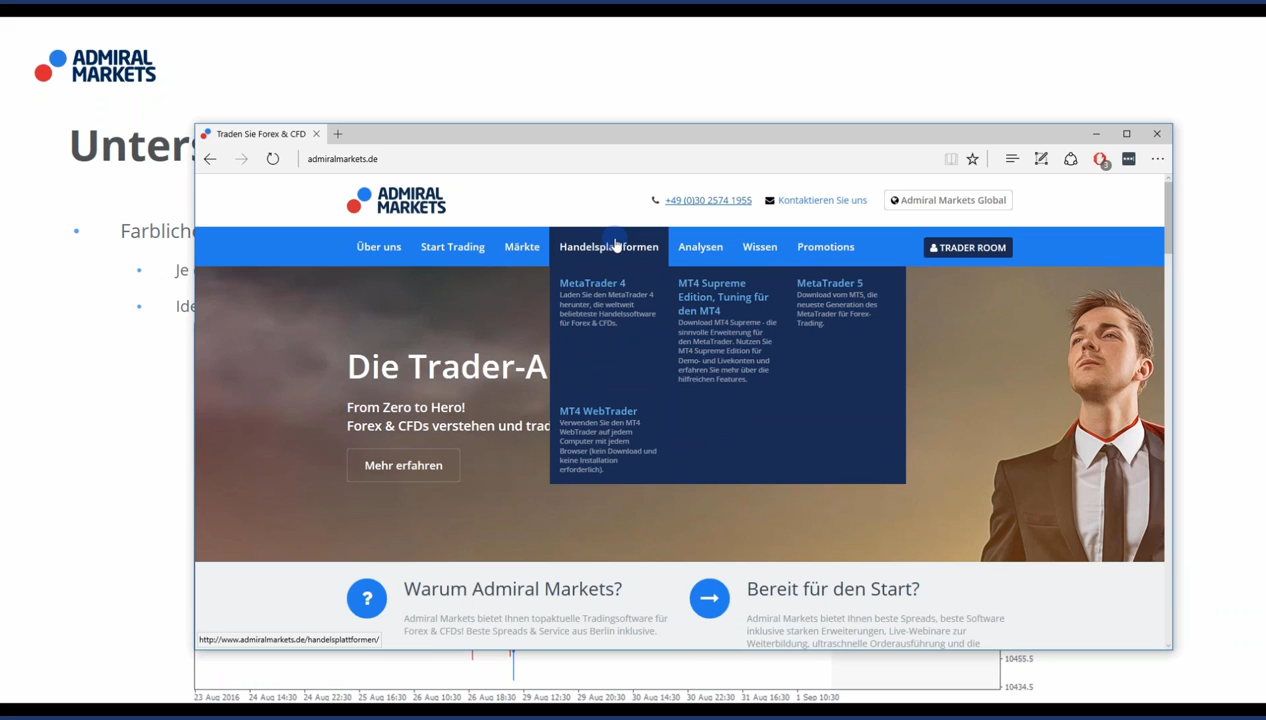 ADMIRAL
MARKETS
Unters
Farbliche
Je
Ide
Traden Sie Forex & CFD
admiralmarkets.de
3
ADMIRAL
MARKETS
+49 (0)30 2574 1955
Kontaktieren Sie uns
Admiral Markets Global
Über uns
Start Trading
Märkte
Handelsplattformen
Analysen
Wissen
Promotions
TRADER ROOM
MetaTrader 4
Laden Sie den MetaTrader 4
herunter, die weltweit
beliebteste Handelssoftware
für Forex & CFDs.
MT4 Supreme
Edition, Tuning für
den MT4
Download MT4 Supreme - die
sinnvolle Erweiterung für
den MetaTrader. Nutzen Sie
MT4 Supreme Edition für
Demo- und Livekonten und
erfahren Sie mehr über die
hilfreichen Features.
MetaTrader 5
Download vom MT5, die
neueste Generation des
MetaTrader für Forex-
Trading.
MT4 WebTrader
Verwenden Sie den MT4
WebTrader auf jedem
Computer mit jedem
Browser (kein Download und
keine Installation
erforderlich).
Die Trader-A
From Zero to Hero!
Forex & CFDs verstehen und trad
Mehr erfahren
?
Warum Admiral Markets?
Admiral Markets bietet Ihnen topaktuelle Tradingsoftware für
Forex & CFDs! Beste Spreads & Service aus Berlin inklusive.
Bereit für den Start?
Admiral Markets bietet ihnen beste Spreads, beste Software
inklusive starken Erweiterungen, Live-Webinare zur
Weiterbildung, ultraschnelle Orderausführung und die
http://www.admiralmarkets.de/handelsplattformen/
10455.5
10434.5
23 Aug 2016 24 Aug 14:30 24 Aug 22:30 25 Aug 16:30 26 Aug 10:30 26 Aug 18:30 29 Aug 12:30 29 Aug 20:30 30 Aug 14:30 30 Aug 22:30 31 Aug 16:30 1 Sep 10:30